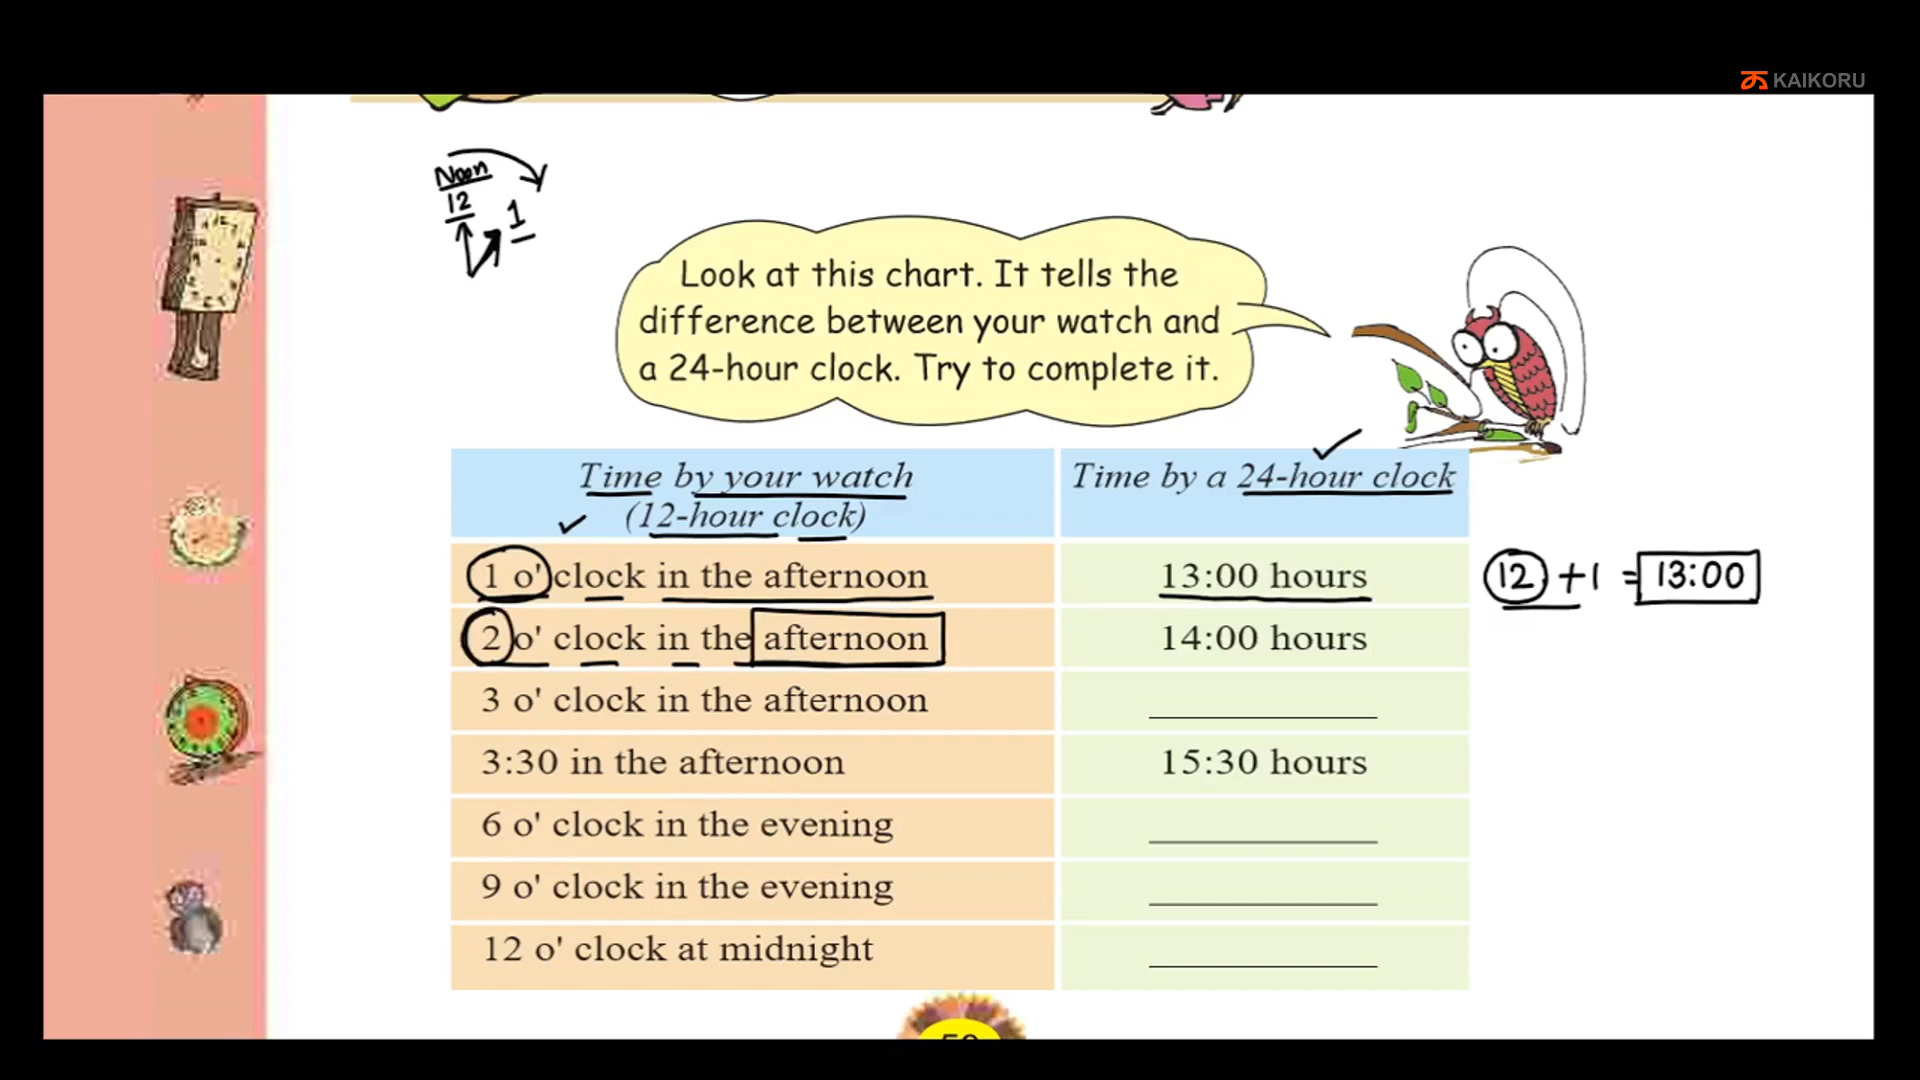 KAIKORU
Noon
12
1
Look at this chart. It tells the
difference between your watch and
a 24-hour clock. Try to complete it.
Time by your watch
(12-hour clock)
Time by a 24-hour clock
1 o' clock in the afternoon
13:00 hours
12 + 1 = 13:00
2 o' clock in the afternoon
14:00 hours
3 o' clock in the afternoon
3:30 in the afternoon
15:30 hours
6 o' clock in the evening
9 o' clock in the evening
12 o' clock at midnight